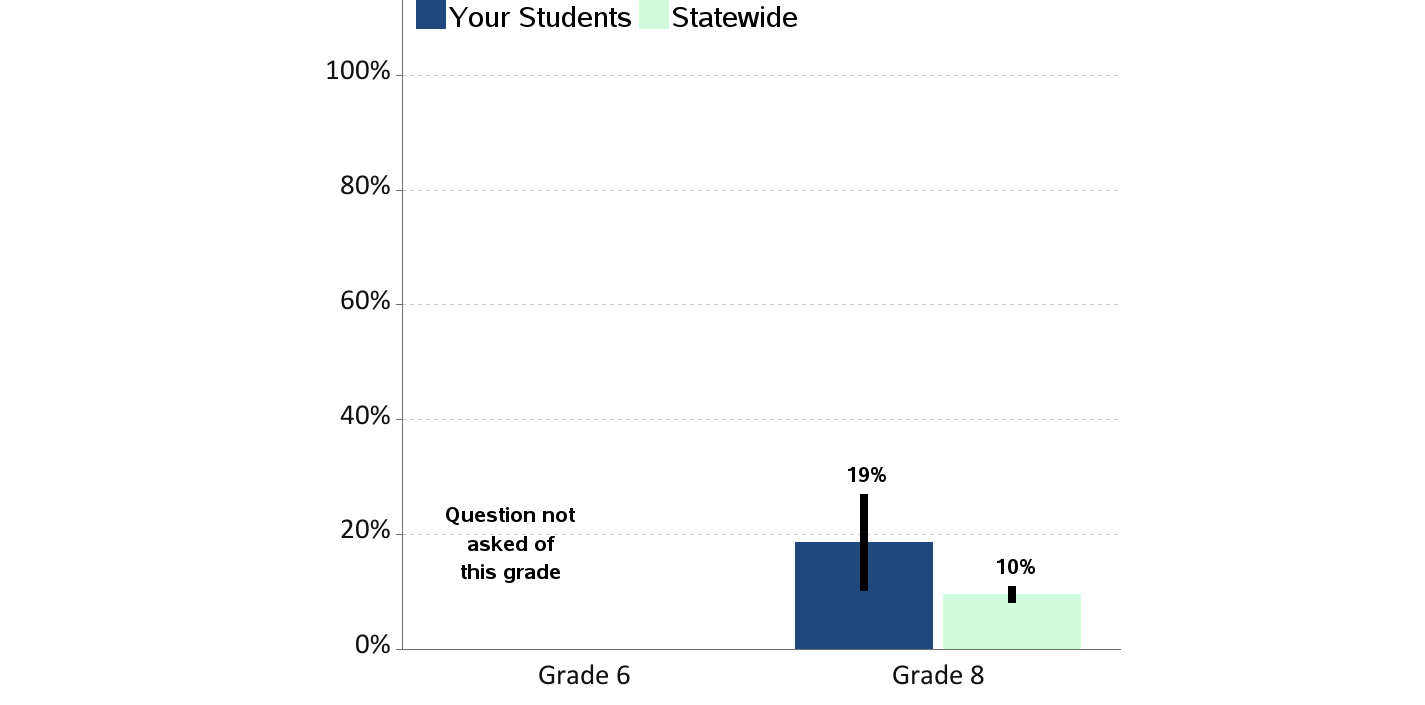 Your Students Statewide
100%
80%
60%
40%
19%
Question not
20%
asked of
10%
this grade
0%
Grade 6 Grade 8